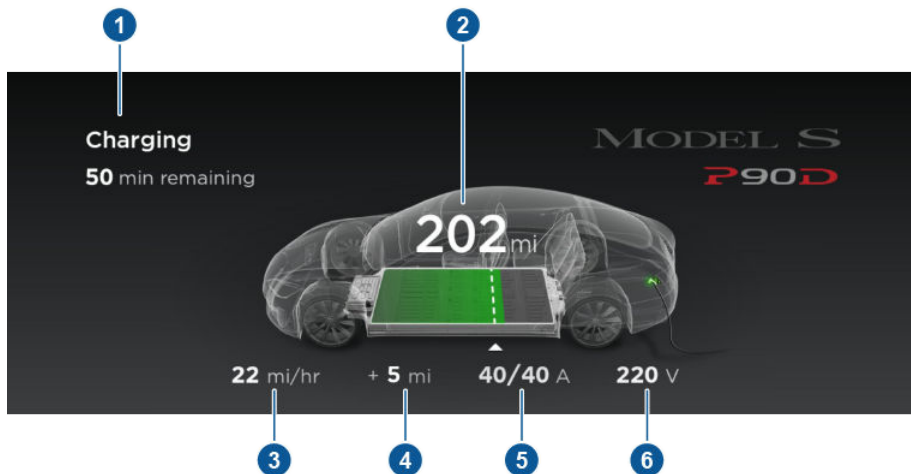 1
2
Charging
50 min remaining
MODEL S
P90D
202 mi
22 mi/hr
+ 5 mi
40/40 A
220 V
3
4
5
6